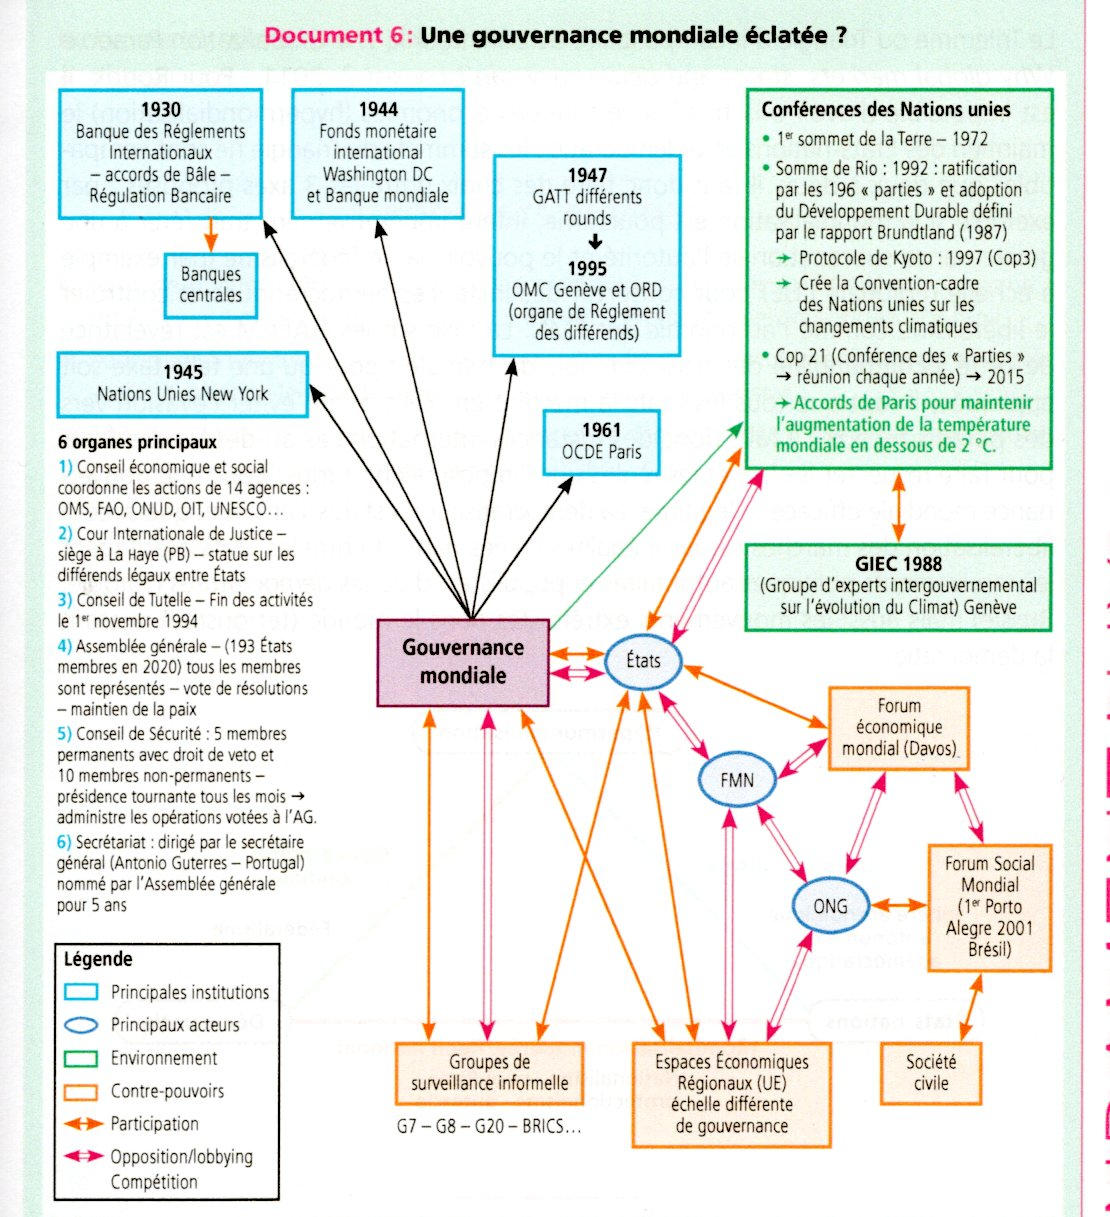 Document 6 : Une gouvernance mondiale éclatée ?
1930
Banque des Réglements
Internationaux
– accords de Bâle –
Régulation Bancaire
Banques
centrales
1944
Fonds monétaire
international
Washington DC
et Banque mondiale
1947
GATT différents
rounds
1995
OMC Genève et ORD
(organe de Réglement
des différends)
1945
Nations Unies New York
1961
OCDE Paris
Conférences des Nations unies
• 1er sommet de la Terre – 1972
• Somme de Rio : 1992 : ratification
par les 196 « parties » et adoption
du Développement Durable défini
par le rapport Brundtland (1987)
→ Protocole de Kyoto : 1997 (Cop3)
→ Crée la Convention-cadre
des Nations unies sur les
changements climatiques
• Cop 21 (Conférence des « Parties »
→ réunion chaque année) → 2015
→ Accords de Paris pour maintenir
l'augmentation de la température
mondiale en dessous de 2 °C.
GIEC 1988
(Groupe d'experts intergouvernemental
sur l'évolution du Climat) Genève
6 organes principaux
1) Conseil économique et social
coordonne les actions de 14 agences :
OMS, FAO, ONUD, OIT, UNESCO...
2) Cour Internationale de Justice –
siège à La Haye (PB) – statue sur les
différends légaux entre États
3) Conseil de Tutelle – Fin des activités
le 1er novembre 1994
4) Assemblée générale – (193 États
membres en 2020) tous les membres
sont représentés – vote de résolutions
– maintien de la paix
5) Conseil de Sécurité : 5 membres
permanents avec droit de veto et
10 membres non-permanents –
présidence tournante tous les mois →
administre les opérations votées à l'AG.
6) Secrétariat : dirigé par le secrétaire
général (Antonio Guterres – Portugal)
nommé par l'Assemblée générale
pour 5 ans
Gouvernance
mondiale
États
FMN
ONG
Forum
économique
mondial (Davos)
Forum Social
Mondial
(1er Porto
Alegre 2001
Brésil)
Groupes de
surveillance informelle
G7 – G8 – G20 – BRICS...
Espaces Économiques
Régionaux (UE)
échelle différente
de gouvernance
Société
civile
Légende
Principales institutions
Principaux acteurs
Environnement
Contre-pouvoirs
Participation
Opposition/lobbying
Compétition